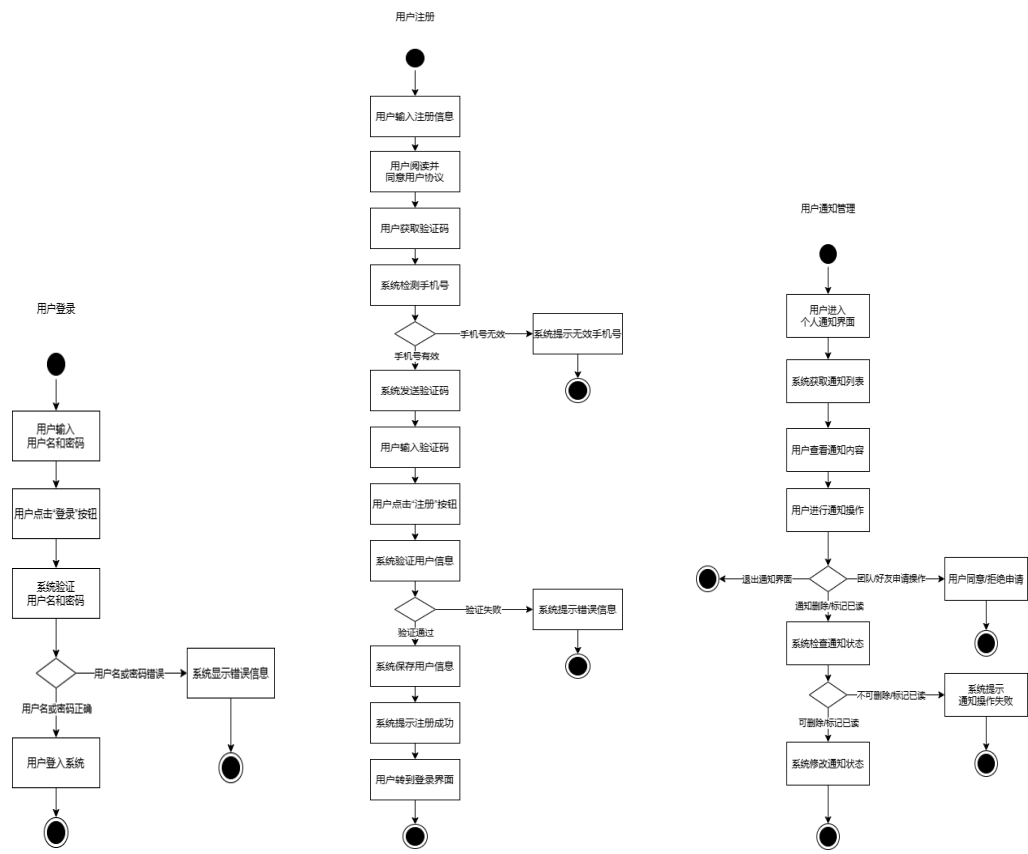 用户登录
用户输入
用户名和密码
用户点击“登录”按钮
系统验证
用户名和密码
用户名或密码错误
系统显示错误信息
用户名或密码正确
用户登入系统
用户注册
用户输入注册信息
用户阅读并
同意用户协议
用户获取验证码
系统检测手机号
手机号无效
系统提示无效手机号
手机号有效
系统发送验证码
用户输入验证码
用户点击“注册”按钮
系统验证用户信息
验证失败
系统提示错误信息
验证通过
系统保存用户信息
系统提示注册成功
用户转到登录界面
用户通知管理
用户进入
个人通知界面
系统获取通知列表
用户查看通知内容
用户进行通知操作
退出通知界面
团队/好友申请操作
用户同意/拒绝申请
通知删除/标记已读
系统检查通知状态
不可删除/标记已读
系统提示
通知操作失败
可删除/标记已读
系统修改通知状态